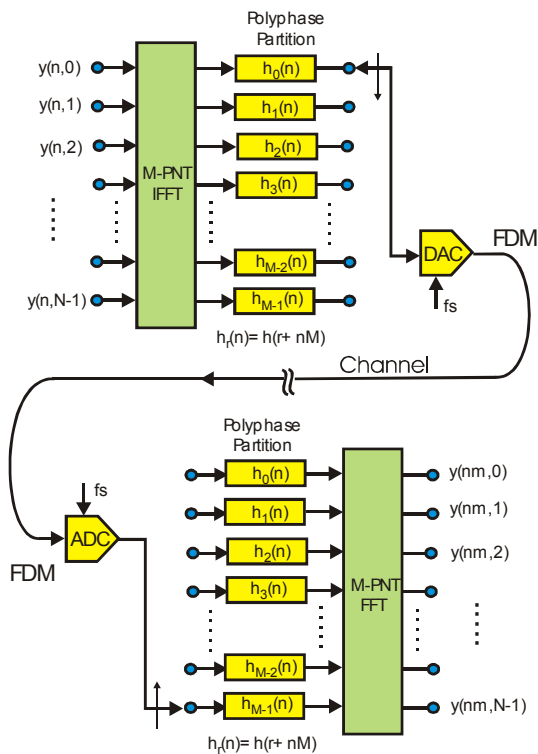 Polyphase
Partition
y(n,0)
h0(n)
y(n,1)
h1(n)
y(n,2)
h2(n)
M-PNT
IFFT
h3(n)
FDM
DAC
hM-2(n)
y(n,N-1)
hM-1(n)
fs
hr(n)= h(r+ nM)
Channel
Polyphase
Partition
h0(n)
y(nm,0)
fs
h1(n)
y(nm,1)
ADC
h2(n)
y(nm,2)
FDM
h3(n)
M-PNT
FFT
hM-2(n)
hM-1(n)
y(nm,N-1)
hr(n)= h(r+ nM)